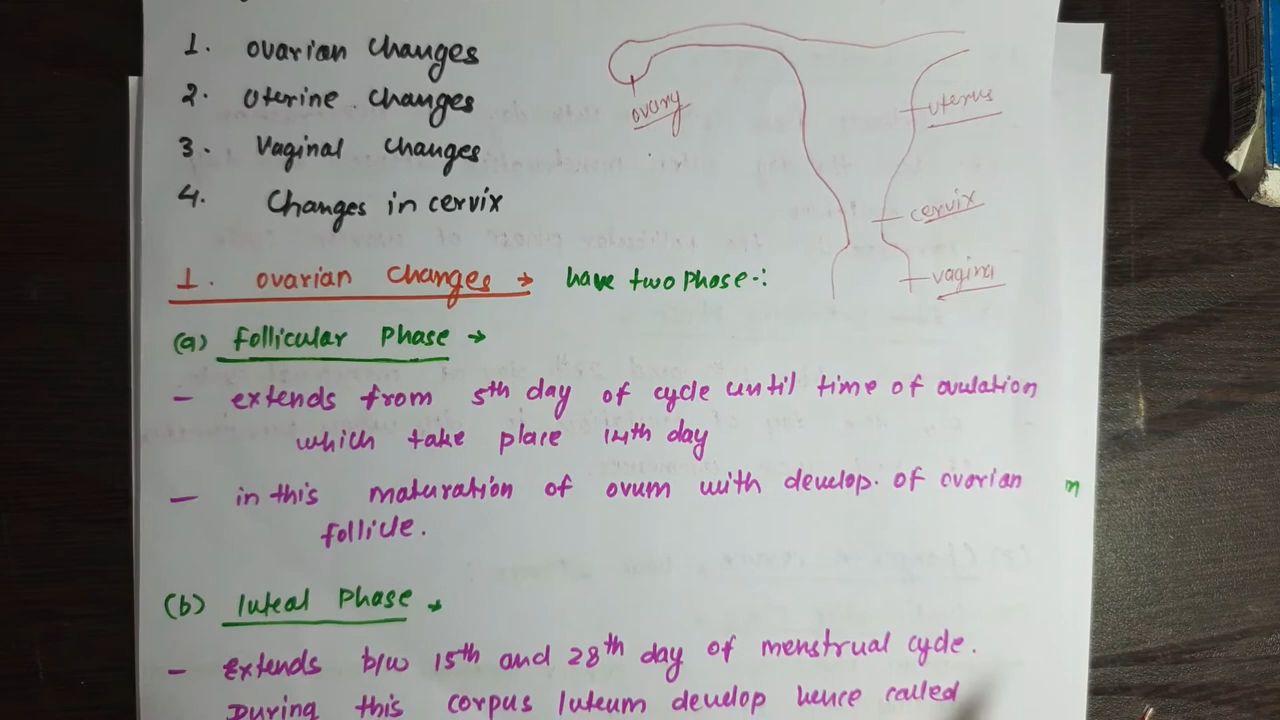 1. ovarian changes
2. Uterine changes
3. Vaginal changes
4. Changes in cervix
ovary
uterus
cervix
vagina
1. ovarian changes → have two phase-:
(a) Follicular Phase →
- extends from 5th day of cycle until time of ovulation
which take place 14th day
- in this maturation of ovum with develop. of ovarian
follicle.
(b) luteal Phase →
- Extends b/w 15th and 28th day of menstrual cycle.
During this corpus luteum develop hence called